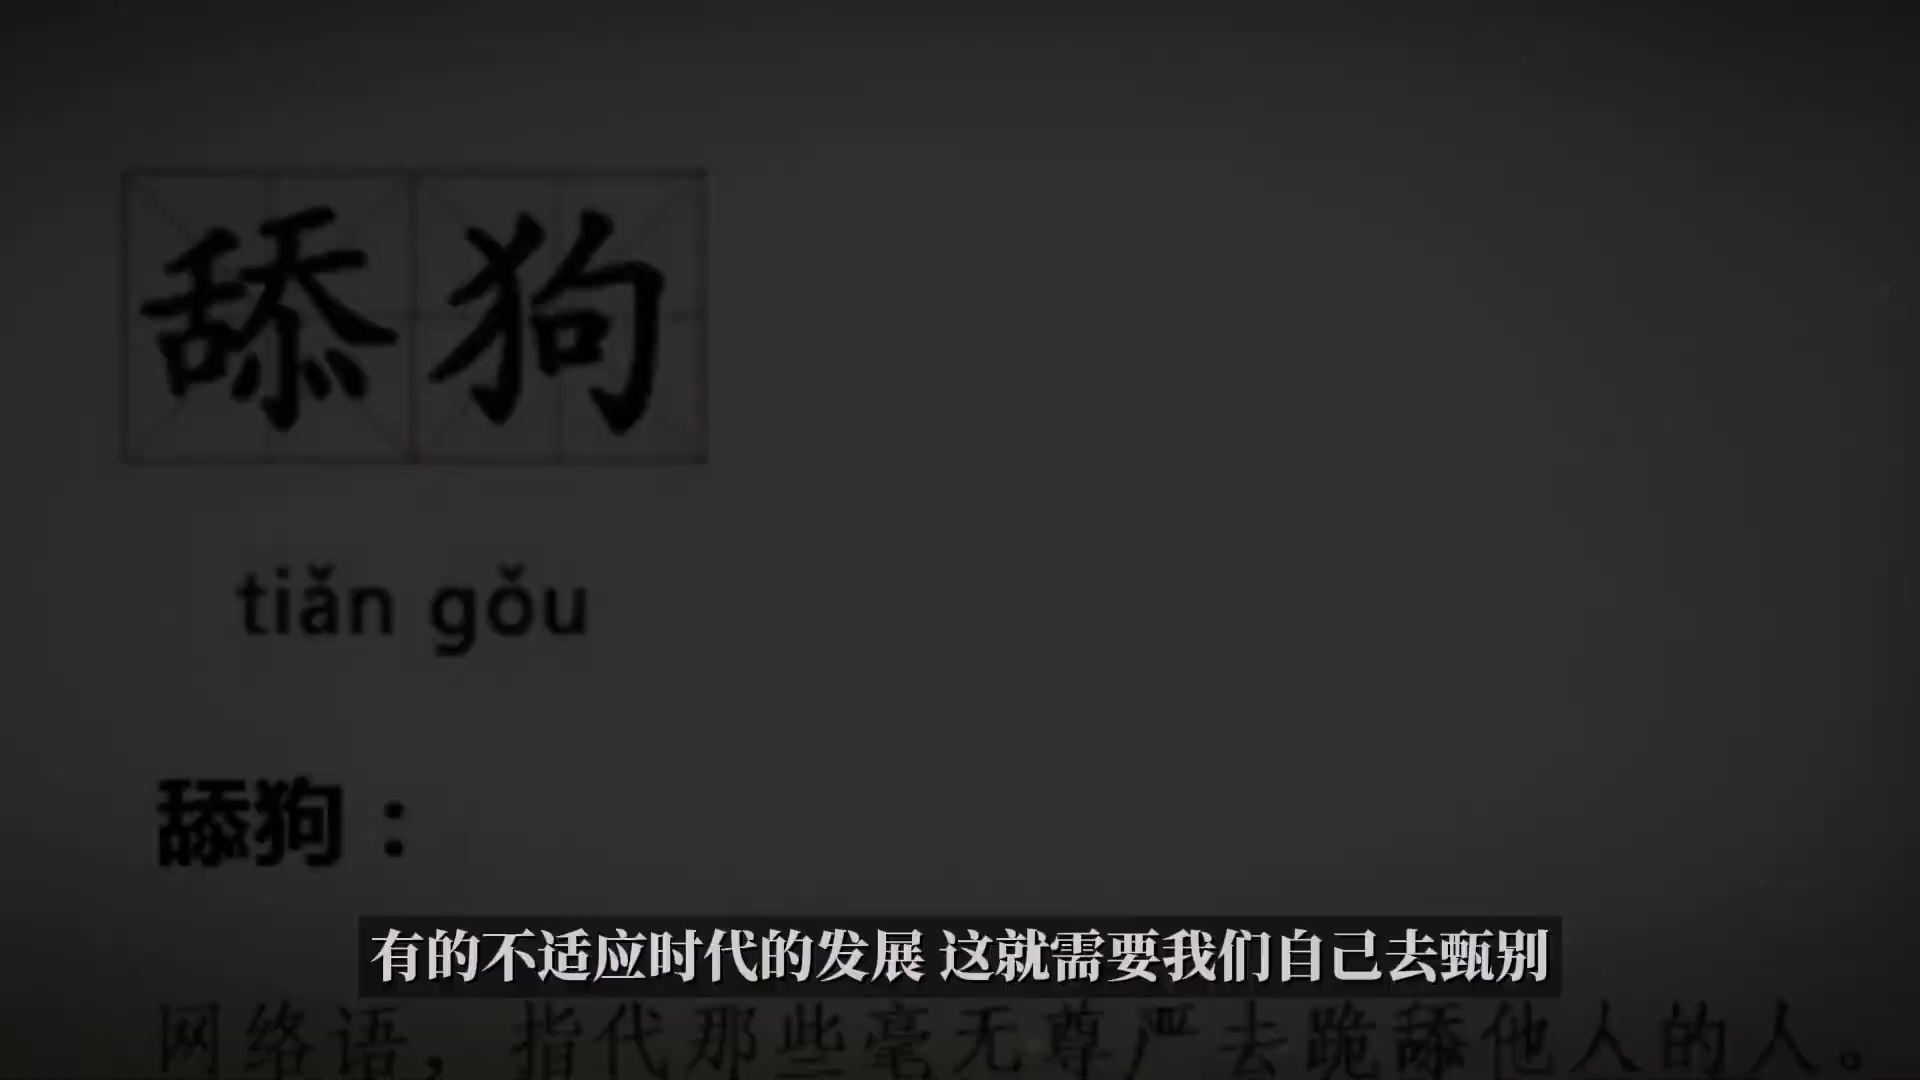 舔狗
tiǎn gǒu
舔狗：
有的不适应时代的发展 这就需要我们自己去甄别
网络语，指代那些毫无尊严去跪舔他人的人。